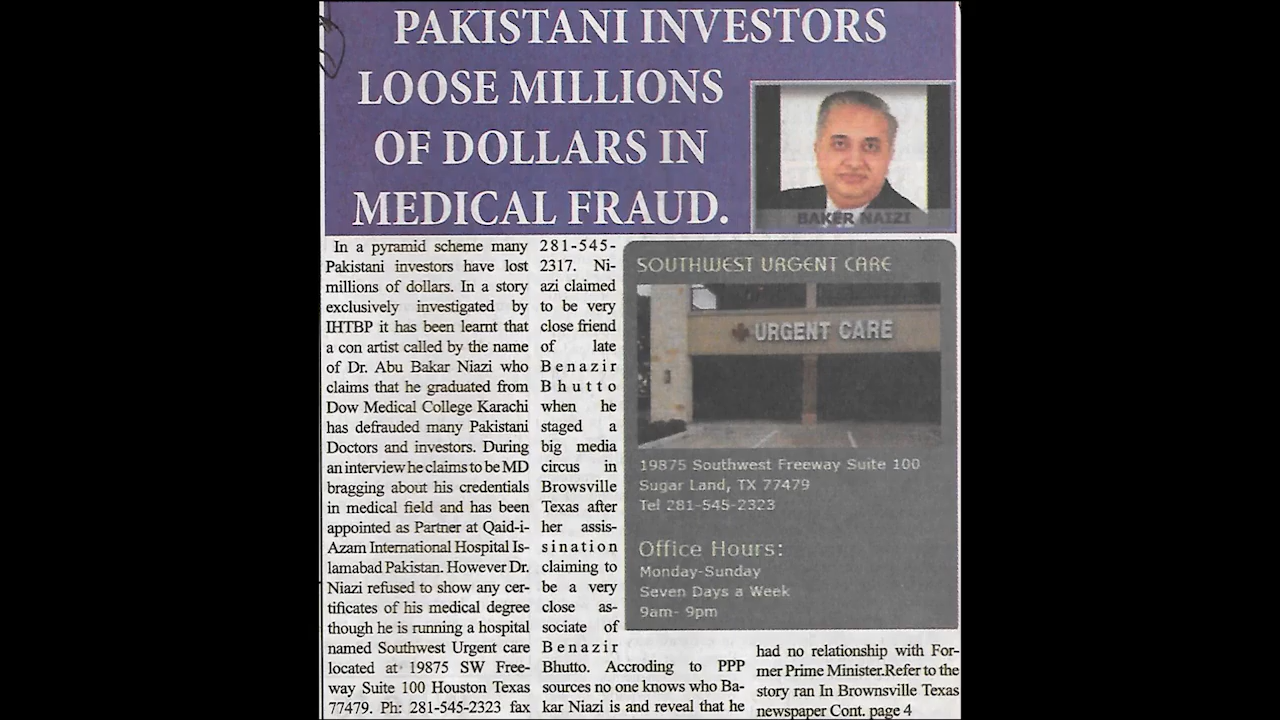 PAKISTANI INVESTORS
LOOSE MILLIONS
OF DOLLARS IN
MEDICAL FRAUD.
BAKER NAIZI
In a pyramid scheme many
Pakistani investors have lost
millions of dollars. In a story
exclusively investigated by
IHTBP it has been learnt that
a con artist called by the name
of Dr. Abu Bakar Niazi who
claims that he graduated from
Dow Medical College Karachi
has defrauded many Pakistani
Doctors and investors. During
an interview he claims to be MD
bragging about his credentials
in medical field and has been
appointed as Partner at Qaid-i-
Azam International Hospital Is-
lamabad Pakistan. However Dr.
Niazi refused to show any cer-
tificates of his medical degree
though he is running a hospital
named Southwest Urgent care
located at 19875 SW Free-
way Suite 100 Houston Texas
77479. Ph: 281-545-2323 fax
281-545-
2317. Ni-
azi claimed
to be very
close friend
of late
Benazir
Bhutto
when he
staged a
big media
circus in
Browsville
Texas after
her assis-
sination
claiming to
be a very
close as-
sociate of
Benazir
Bhutto. Accroding to PPP
sources no one knows who Ba-
kar Niazi is and reveal that he
SOUTHWEST URGENT CARE
URGENT CARE
19875 Southwest Freeway Suite 100
Sugar Land, TX 77479
Tel 281-545-2323
Office Hours:
Monday-Sunday
Seven Days a Week
9am- 9pm
had no relationship with For-
mer Prime Minister.Refer to the
story ran In Brownsville Texas
newspaper Cont. page 4